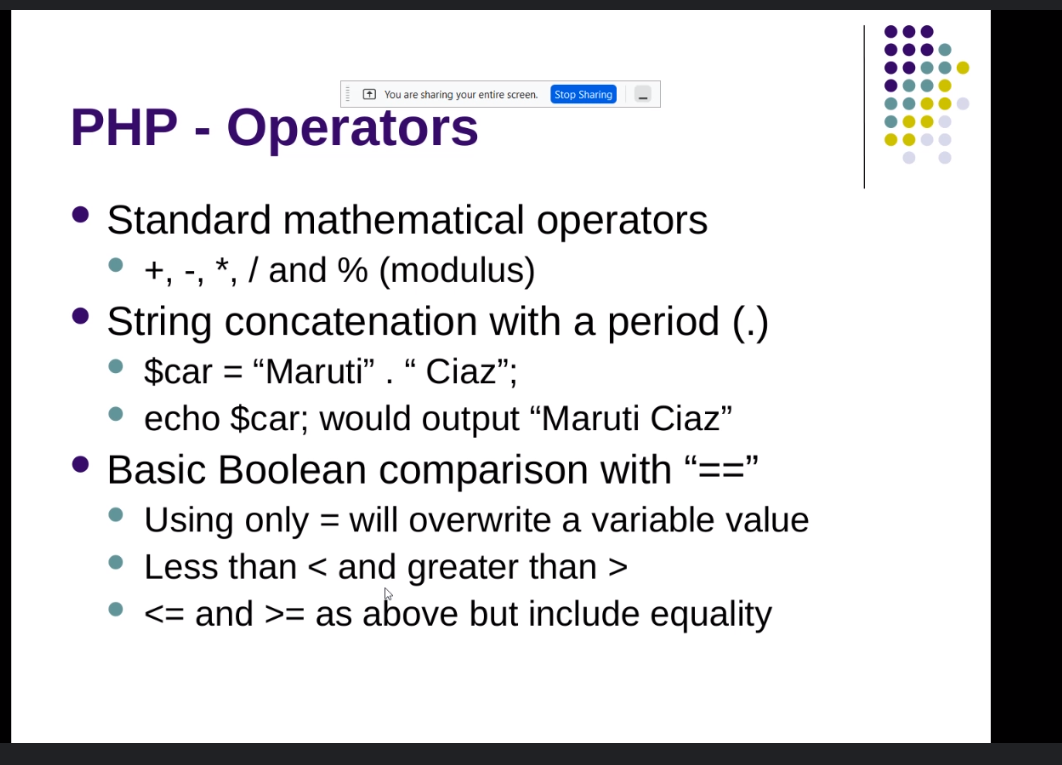 You are sharing your entire screen. Stop Sharing
PHP - Operators
Standard mathematical operators
+, -, *, / and % (modulus)
String concatenation with a period (.)
$car = “Maruti” . “ Ciaz”;
echo $car; would output “Maruti Ciaz”
Basic Boolean comparison with “==”
Using only = will overwrite a variable value
Less than < and greater than >
<= and >= as above but include equality